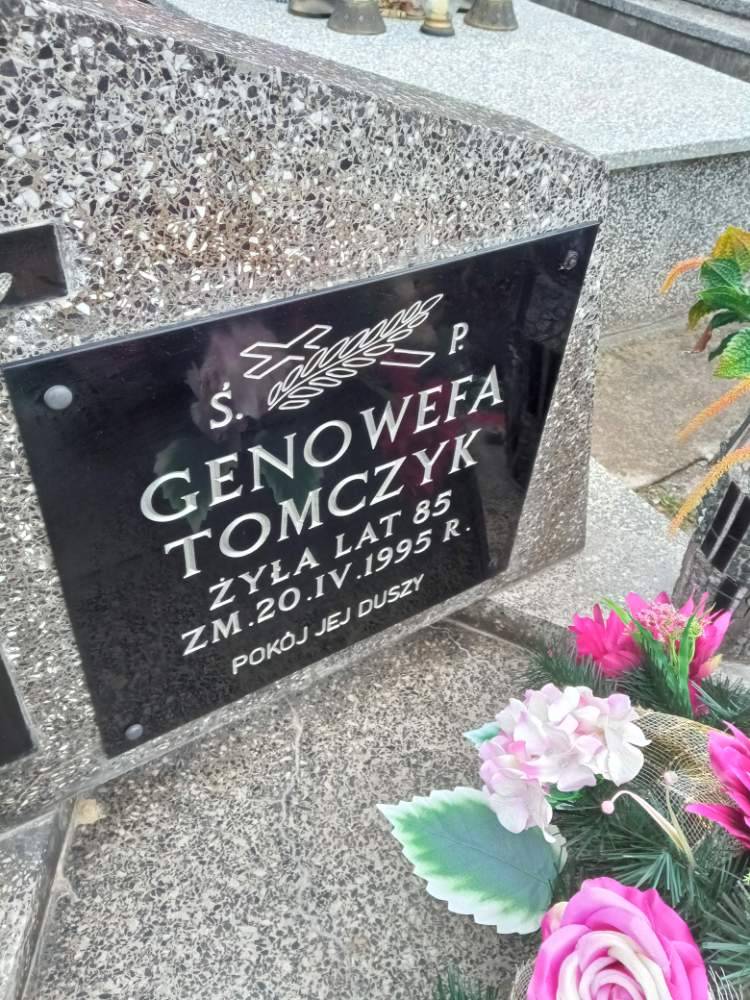 Ś. P.
GENOWEFA
TOMCZYK
ŻYŁA LAT 85
ZM.20.IV.1995 R.
POKÓJ JEJ DUSZY